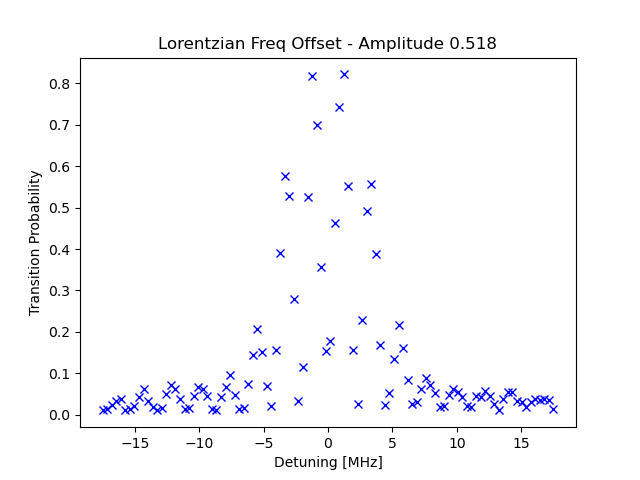 Lorentzian Freq Offset - Amplitude 0.518
Transition Probability
0.8
0.7
0.6
0.5
0.4
0.3
0.2
0.1
0.0
−15 −10 −5 0 5 10 15
Detuning [MHz]